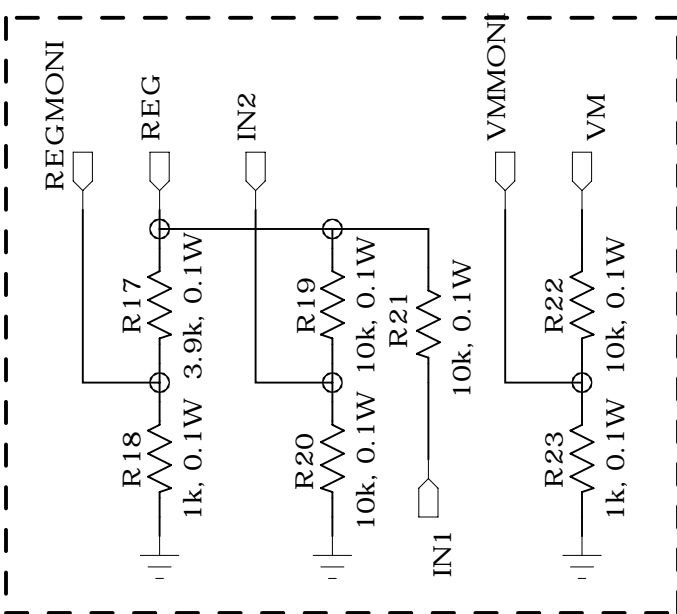 REGMONI
REG
IN2
VMMONI
VM
R17
3.9k, 0.1W
R19
10k, 0.1W
R21
10k, 0.1W
R22
10k, 0.1W
R18
1k, 0.1W
R20
10k, 0.1W
R23
1k, 0.1W
IN1